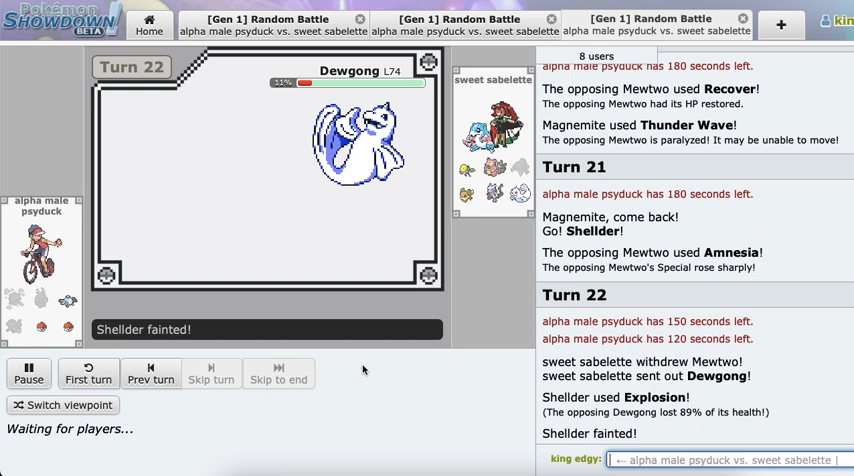 Pokémon
SHOWDOWN!
BETA
Home
[Gen 1] Random Battle
alpha male psyduck vs. sweet sabelette
[Gen 1] Random Battle
alpha male psyduck vs. sweet sabelette
[Gen 1] Random Battle
alpha male psyduck vs. sweet sabelette
+
kin
Turn 22
Dewgong L74
11%
sweet sabelette
alpha male
psyduck
Shellder fainted!
Pause
First turn
Prev turn
Skip turn
Skip to end
Switch viewpoint
Waiting for players...
8 users
alpha male psyduck has 180 seconds left.
The opposing Mewtwo used Recover!
The opposing Mewtwo had its HP restored.
Magnemite used Thunder Wave!
The opposing Mewtwo is paralyzed! It may be unable to move!
Turn 21
alpha male psyduck has 180 seconds left.
Magnemite, come back!
Go! Shellder!
The opposing Mewtwo used Amnesia!
The opposing Mewtwo's Special rose sharply!
Turn 22
alpha male psyduck has 150 seconds left.
alpha male psyduck has 120 seconds left.
sweet sabelette withdrew Mewtwo!
sweet sabelette sent out Dewgong!
Shellder used Explosion!
(The opposing Dewgong lost 89% of its health!)
Shellder fainted!
king edgy:
← alpha male psyduck vs. sweet sabelette |